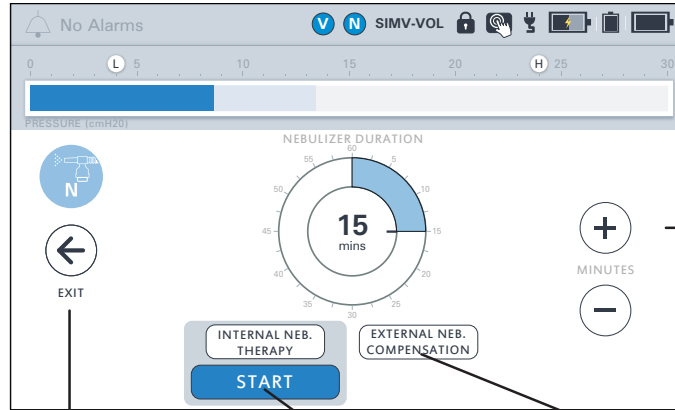 No Alarms
V N SIMV-VOL
0 L 5 10 15 20 H 25 30
PRESSURE (cmH20)
NEBULIZER DURATION
60
55 5
50 10
45 15
40 20
35 25
30
15
mins
N
EXIT
+
MINUTES
−
INTERNAL NEB.
THERAPY
START
EXTERNAL NEB.
COMPENSATION